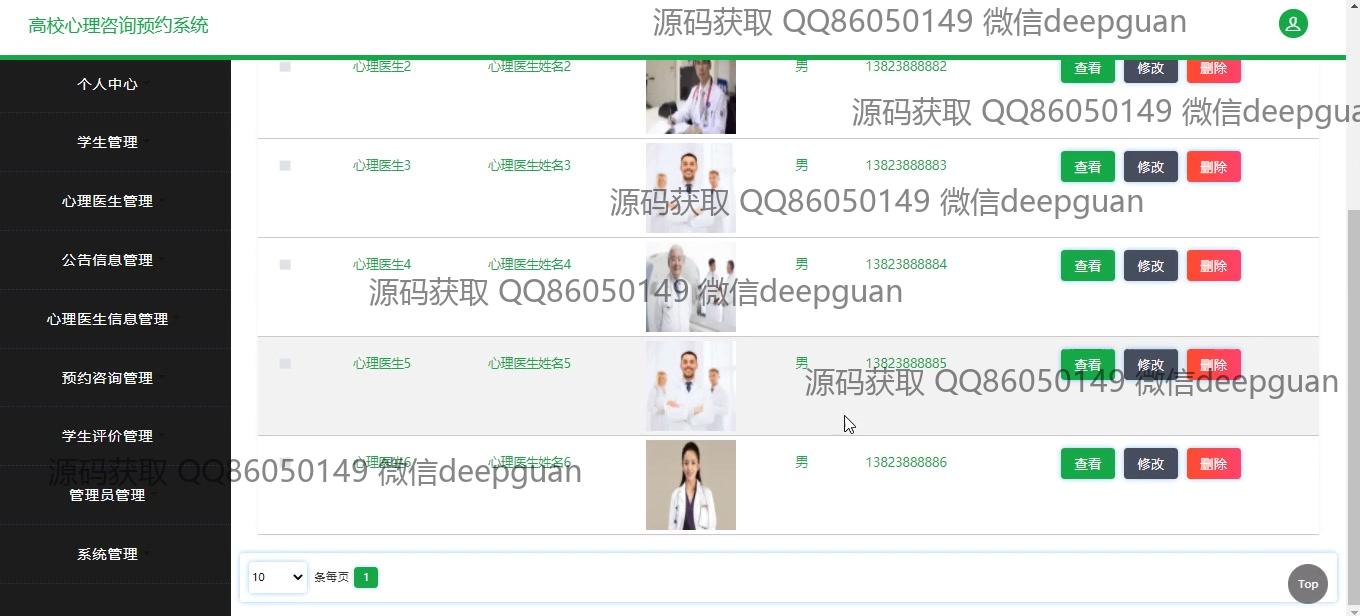 高校心理咨询预约系统
源码获取 QQ86050149 微信deepguan
个人中心
学生管理
心理医生管理
公告信息管理
心理医生信息管理
预约咨询管理
学生评价管理
管理员管理
系统管理
心理医生2 心理医生姓名2 男 13823888882 查看 修改 删除
源码获取 QQ86050149 微信deepgua
心理医生3 心理医生姓名3 男 13823888883 查看 修改 删除
源码获取 QQ86050149 微信deepguan
心理医生4 心理医生姓名4 男 13823888884 查看 修改 删除
源码获取 QQ86050149 微信deepguan
心理医生5 心理医生姓名5 男 13823888885 查看 修改 删除
源码获取 QQ86050149 微信deepguan
心理医生6 心理医生姓名6 男 13823888886 查看 修改 删除
源码获取 QQ86050149 微信deepguan
10 条每页 1
Top